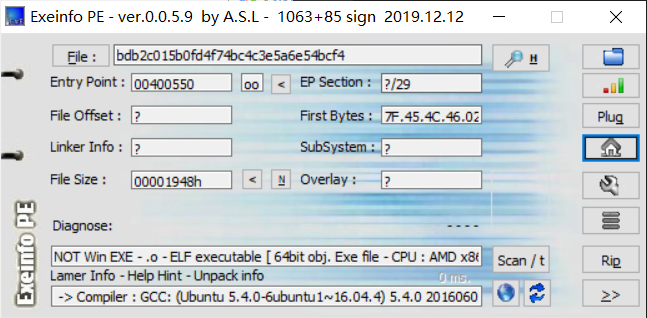 Exeinfo PE - ver.0.0.5.9 by A.S.L - 1063+85 sign 2019.12.12
File : bdb2c015b0fd4f74bc4c3e5a6e54bcf4 H
Entry Point : 00400550 oo < EP Section : ?/29
File Offset : ? First Bytes : 7F.45.4C.46.02 Plug
Linker Info : ? SubSystem : ?
File Size : 00001948h < N Overlay : ?
Diagnose: ----
NOT Win EXE - .o - ELF executable [ 64bit obj. Exe file - CPU : AMD x86 Scan / t Rip
Lamer Info - Help Hint - Unpack info 0 ms.
-> Compiler : GCC: (Ubuntu 5.4.0-6ubuntu1~16.04.4) 5.4.0 2016060 >>
Exeinfo PE